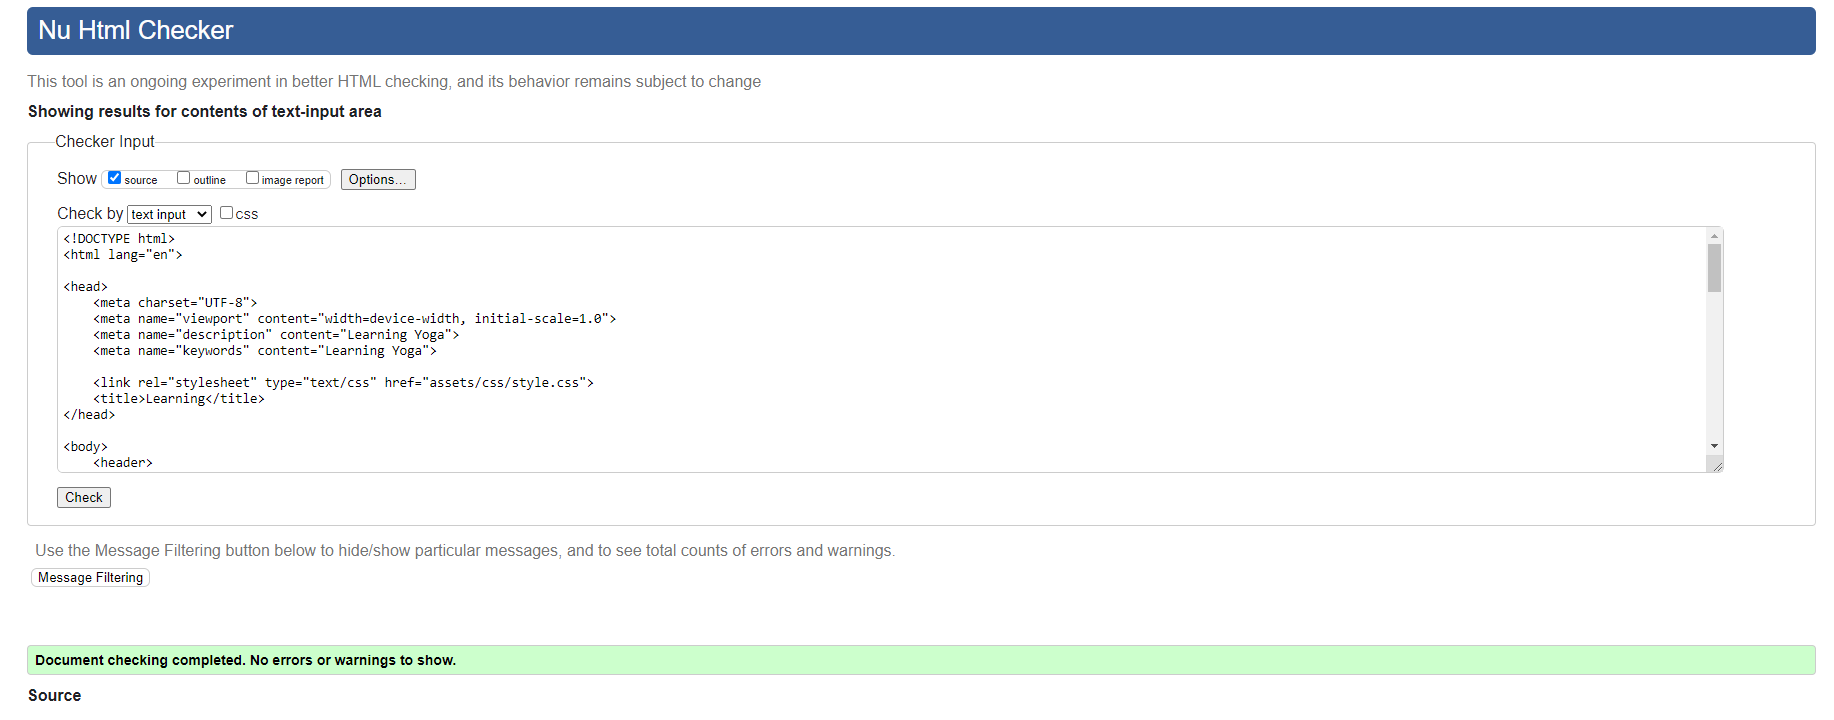 Nu Html Checker
This tool is an ongoing experiment in better HTML checking, and its behavior remains subject to change
Showing results for contents of text-input area
Checker Input
Show source outline image report Options...
Check by text input css
<!DOCTYPE html>
<html lang="en">
<head>
    <meta charset="UTF-8">
    <meta name="viewport" content="width=device-width, initial-scale=1.0">
    <meta name="description" content="Learning Yoga">
    <meta name="keywords" content="Learning Yoga">
    <link rel="stylesheet" type="text/css" href="assets/css/style.css">
    <title>Learning</title>
</head>
<body>
    <header>
Check
Use the Message Filtering button below to hide/show particular messages, and to see total counts of errors and warnings.
Message Filtering
Document checking completed. No errors or warnings to show.
Source